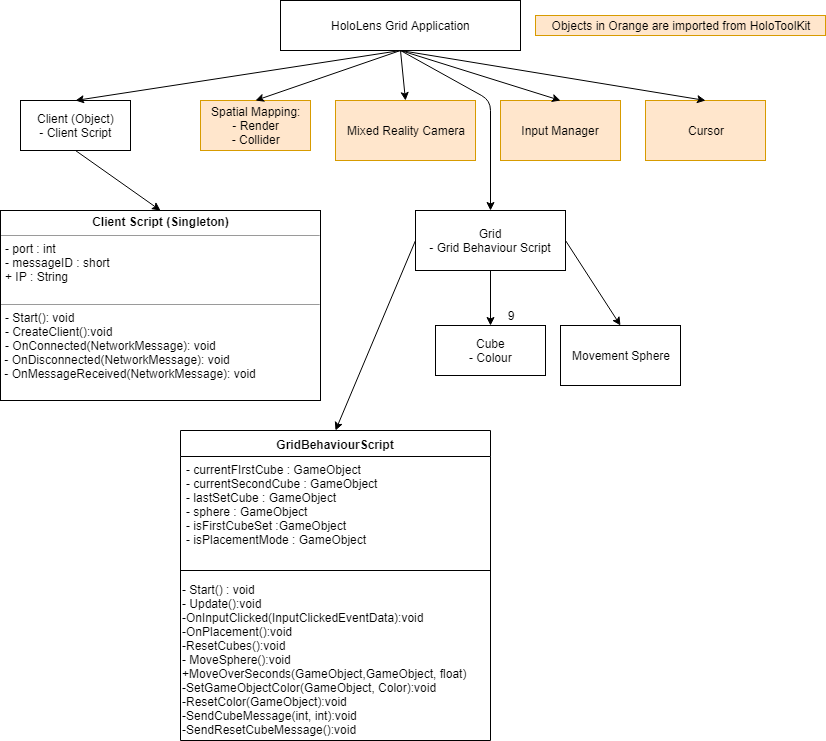 HoloLens Grid Application
Objects in Orange are imported from HoloToolKit
Client (Object)
- Client Script
Spatial Mapping:
- Render
- Collider
Mixed Reality Camera
Input Manager
Cursor
Client Script (Singleton)
- port : int
- messageID : short
+ IP : String
- Start(): void
- CreateClient():void
- OnConnected(NetworkMessage): void
- OnDisconnected(NetworkMessage): void
- OnMessageReceived(NetworkMessage): void
Grid
- Grid Behaviour Script
9
Cube
- Colour
Movement Sphere
GridBehaviourScript
- currentFIrstCube : GameObject
- currentSecondCube : GameObject
- lastSetCube : GameObject
- sphere : GameObject
- isFirstCubeSet :GameObject
- isPlacementMode : GameObject
- Start() : void
- Update():void
-OnInputClicked(InputClickedEventData):void
-OnPlacement():void
-ResetCubes():void
- MoveSphere():void
+MoveOverSeconds(GameObject,GameObject, float)
-SetGameObjectColor(GameObject, Color):void
-ResetColor(GameObject):void
-SendCubeMessage(int, int):void
-SendResetCubeMessage():void